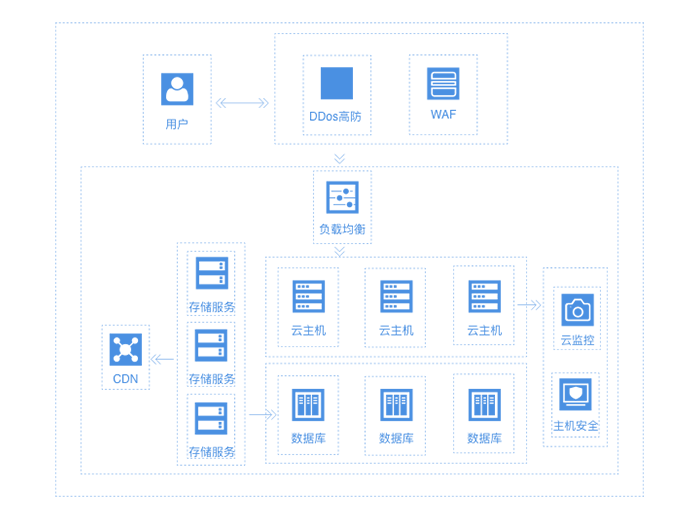 用户
DDos高防
WAF
负载均衡
存储服务
云主机
云主机
云主机
云监控
存储服务
CDN
主机安全
存储服务
数据库
数据库
数据库